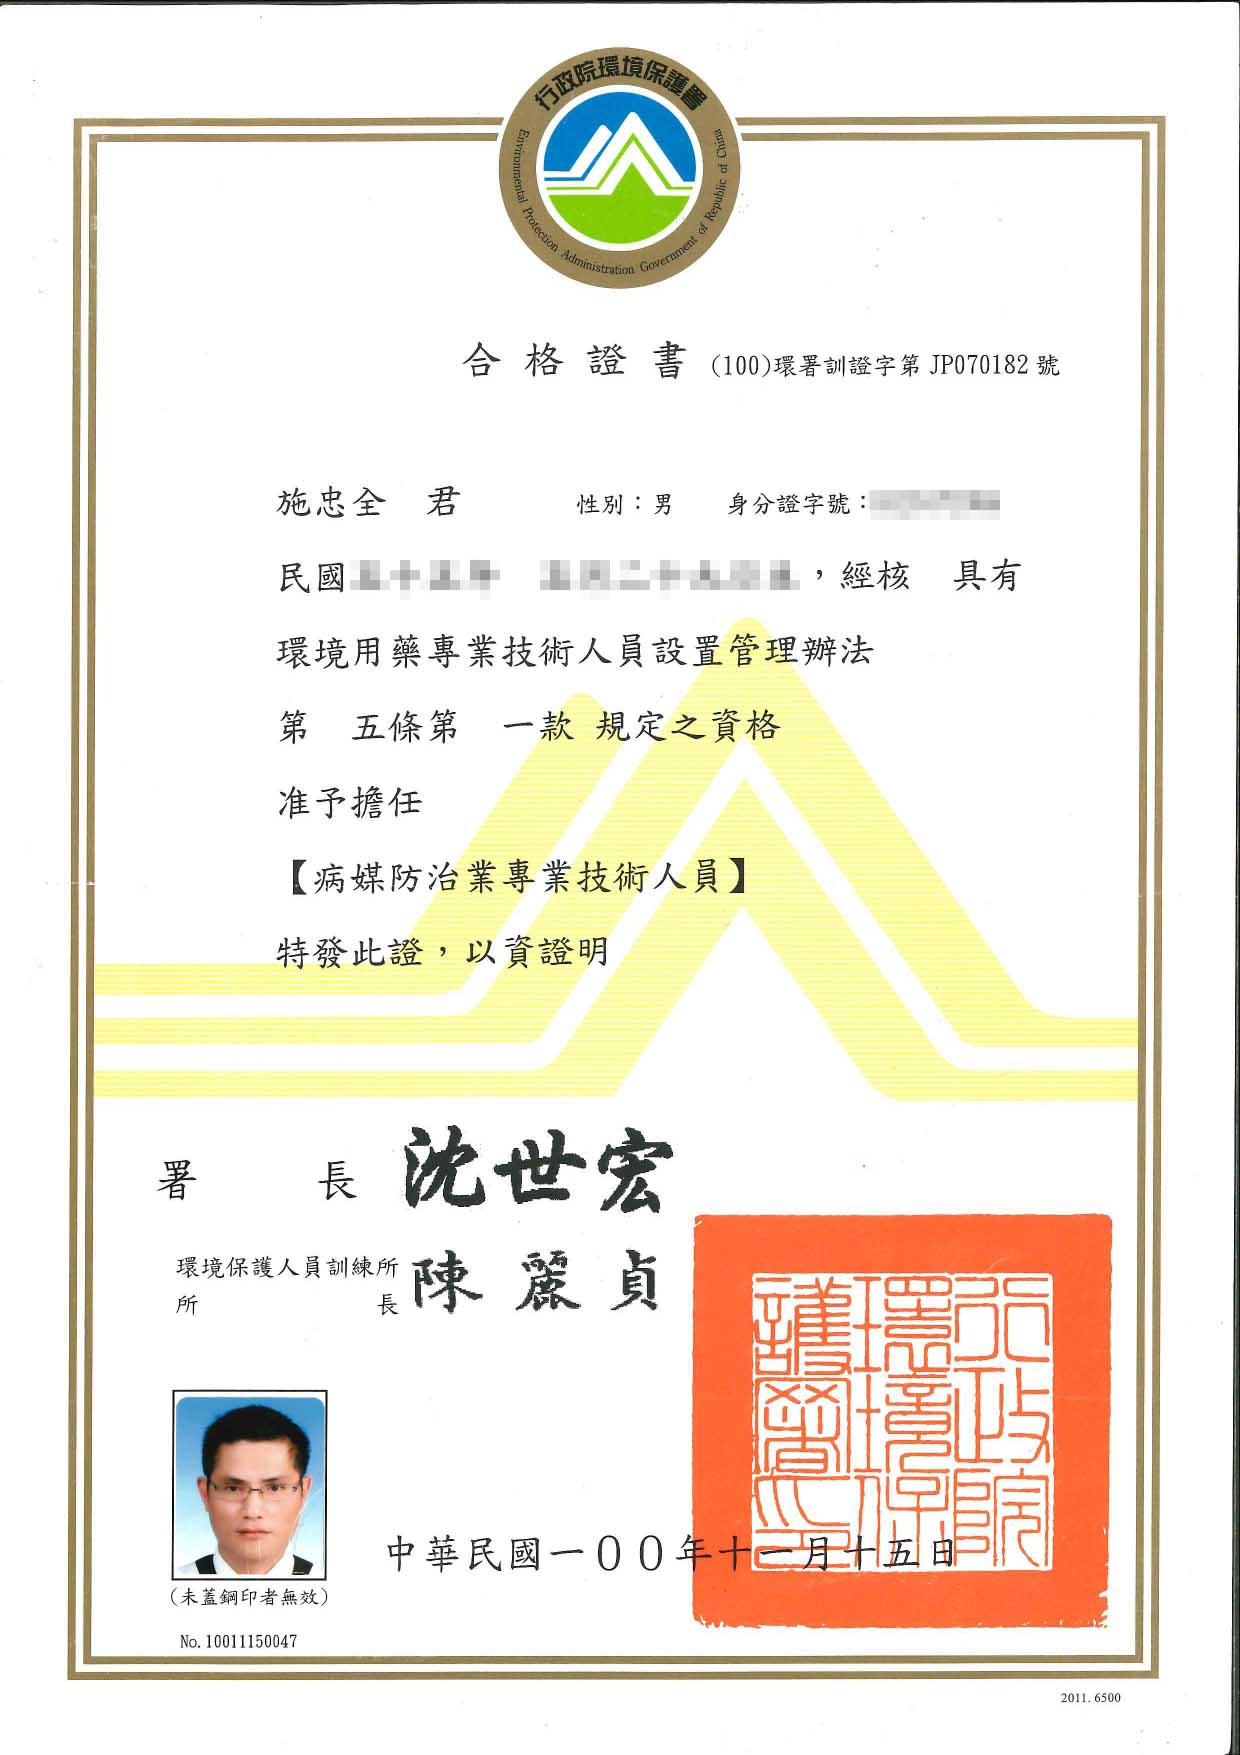 行政院環境保護署
Environmental Protection Administration Government of Republic of China
合格證書 (100)環署訓證字第 JP070182 號
施忠全 君 性別：男 身分證字號：
民國 ，經核 具有
環境用藥專業技術人員設置管理辦法
第 五條第 一款 規定之資格
准予擔任
【病媒防治業專業技術人員】
特發此證，以資證明
署 長 沈世宏
環境保護人員訓練所
所 長 陳麗貞
行政院環境保護署印
中華民國一００年十一月十五日
(未蓋鋼印者無效)
No. 10011150047
2011. 6500